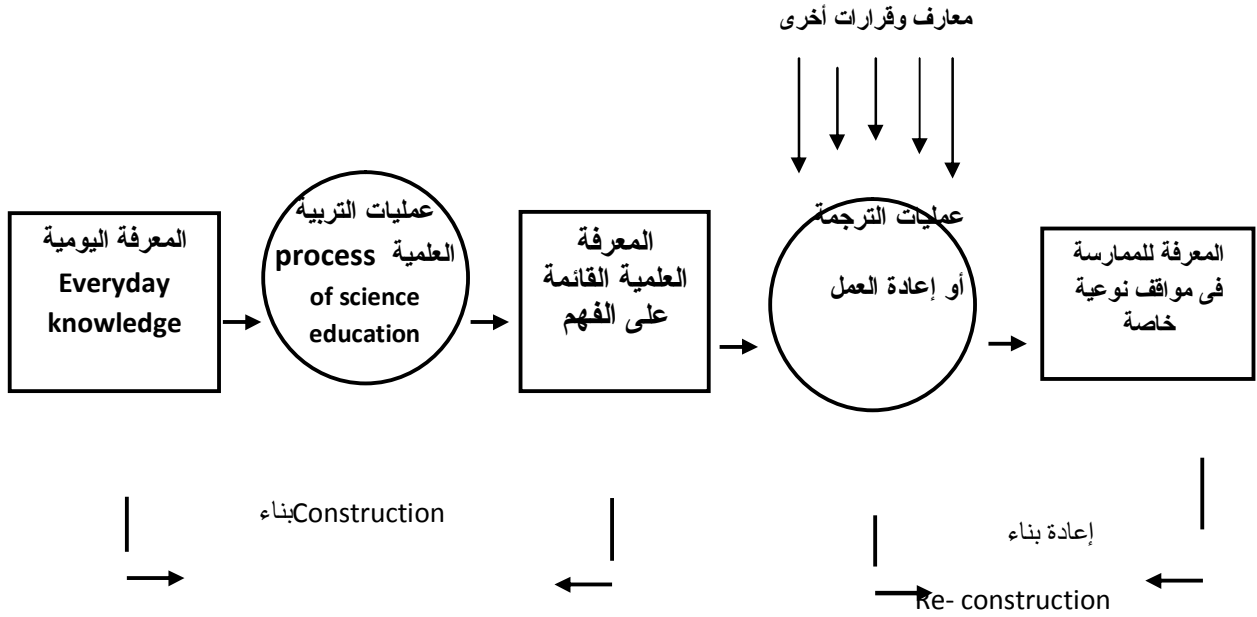 معارف وقرارات أخرى
المعرفة اليومية
Everyday
knowledge
عمليات التربية
العلمية process
of science
education
المعرفة
العلمية القائمة
على الفهم
عمليات الترجمة
أو إعادة العمل
المعرفة للممارسة
فى مواقف نوعية
خاصة
بناءConstruction
إعادة بناء
Re- construction